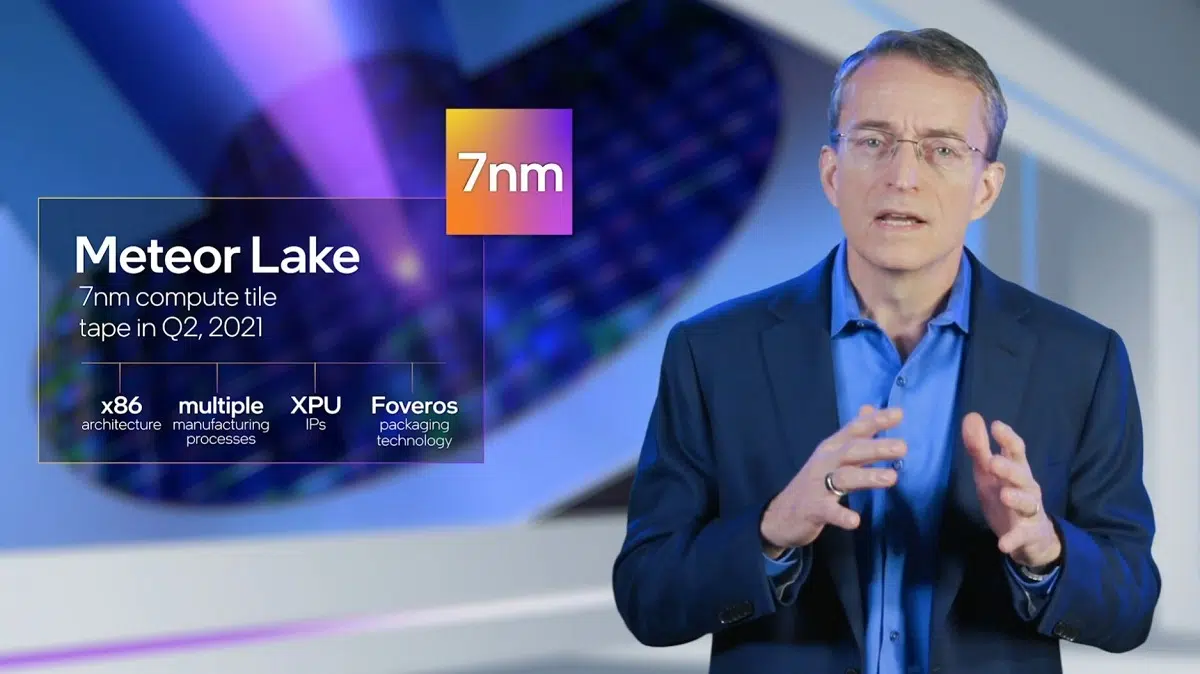 7nm
Meteor Lake
7nm compute tile
tape in Q2, 2021
x86
architecture
multiple
manufacturing
processes
XPU
IPs
Foveros
packaging
technology